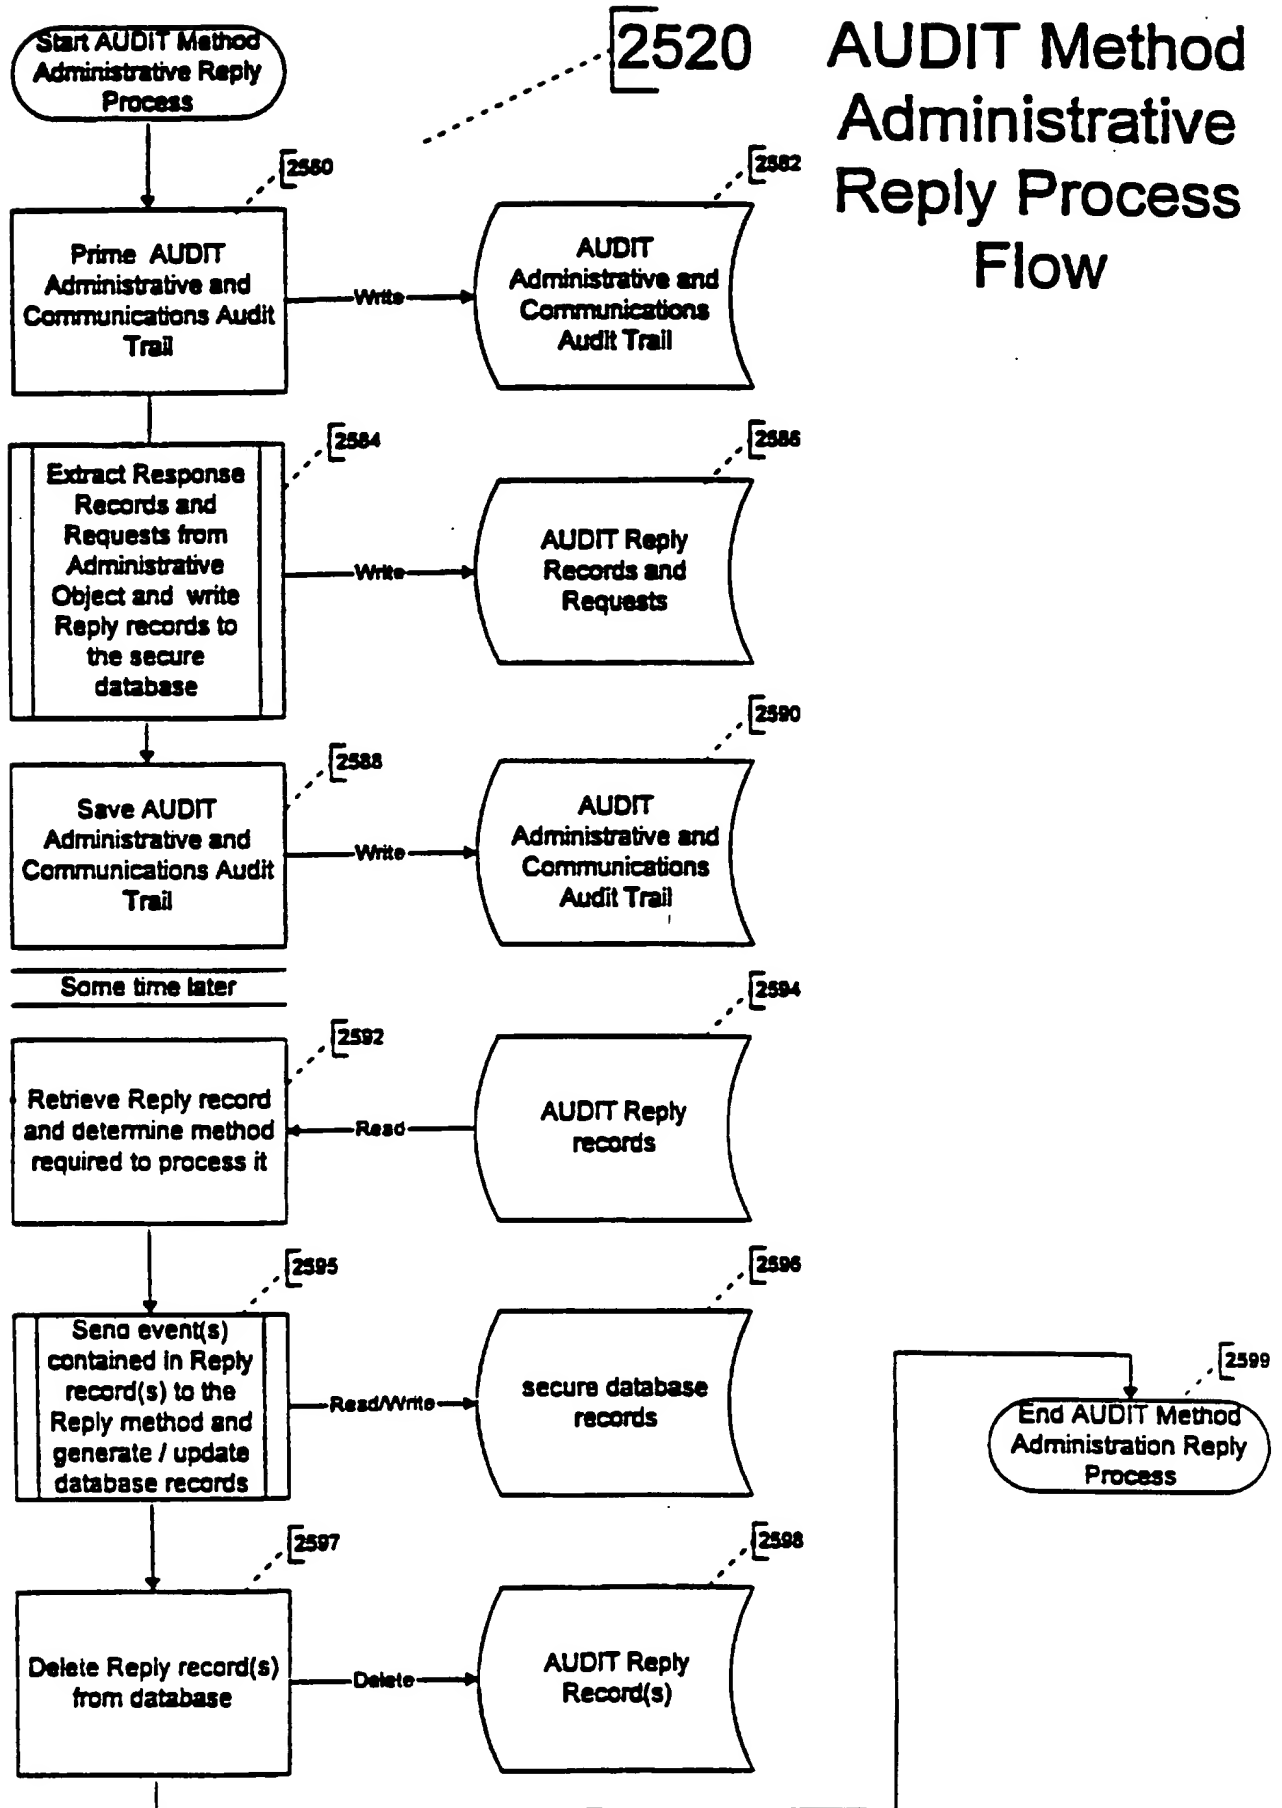 Start AUDIT Method
Administrative Reply
Process
2520
AUDIT Method
Administrative
Reply Process
Flow
2580
Prime AUDIT
Administrative and
Communications Audit
Trail
Write
2582
AUDIT
Administrative and
Communications
Audit Trail
2584
Extract Response
Records and
Requests from
Administrative
Object and write
Reply records to
the secure
database
Write
2586
AUDIT Reply
Records and
Requests
2588
Save AUDIT
Administrative and
Communications Audit
Trail
Write
2590
AUDIT
Administrative and
Communications
Audit Trail
Some time later
2592
Retrieve Reply record
and determine method
required to process it
Read
2594
AUDIT Reply
records
2595
Send event(s)
contained in Reply
record(s) to the
Reply method and
generate / update
database records
Read/Write
2596
secure database
records
2597
Delete Reply record(s)
from database
Delete
2598
AUDIT Reply
Record(s)
2599
End AUDIT Method
Administration Reply
Process